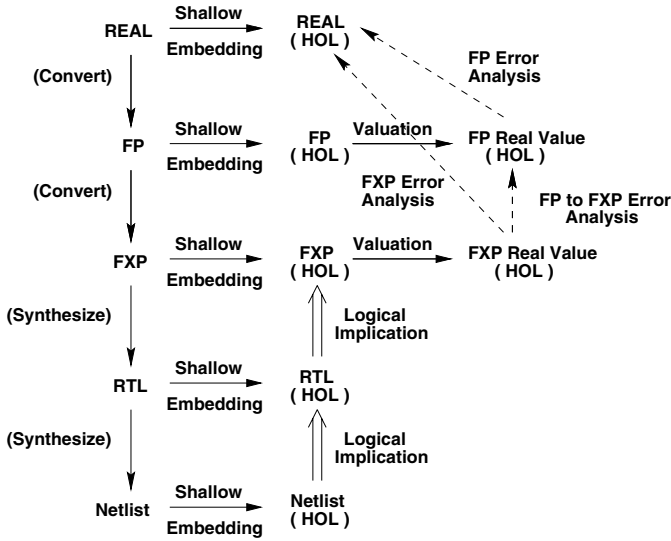 REAL
Shallow
Embedding
REAL
( HOL )
FP Error
Analysis
(Convert)
FP
Shallow
Embedding
FP
( HOL )
Valuation
FP Real Value
( HOL )
FXP Error
Analysis
FP to FXP Error
Analysis
(Convert)
FXP
Shallow
Embedding
FXP
( HOL )
Valuation
FXP Real Value
( HOL )
(Synthesize)
Logical
Implication
RTL
Shallow
Embedding
RTL
( HOL )
(Synthesize)
Logical
Implication
Netlist
Shallow
Embedding
Netlist
( HOL )